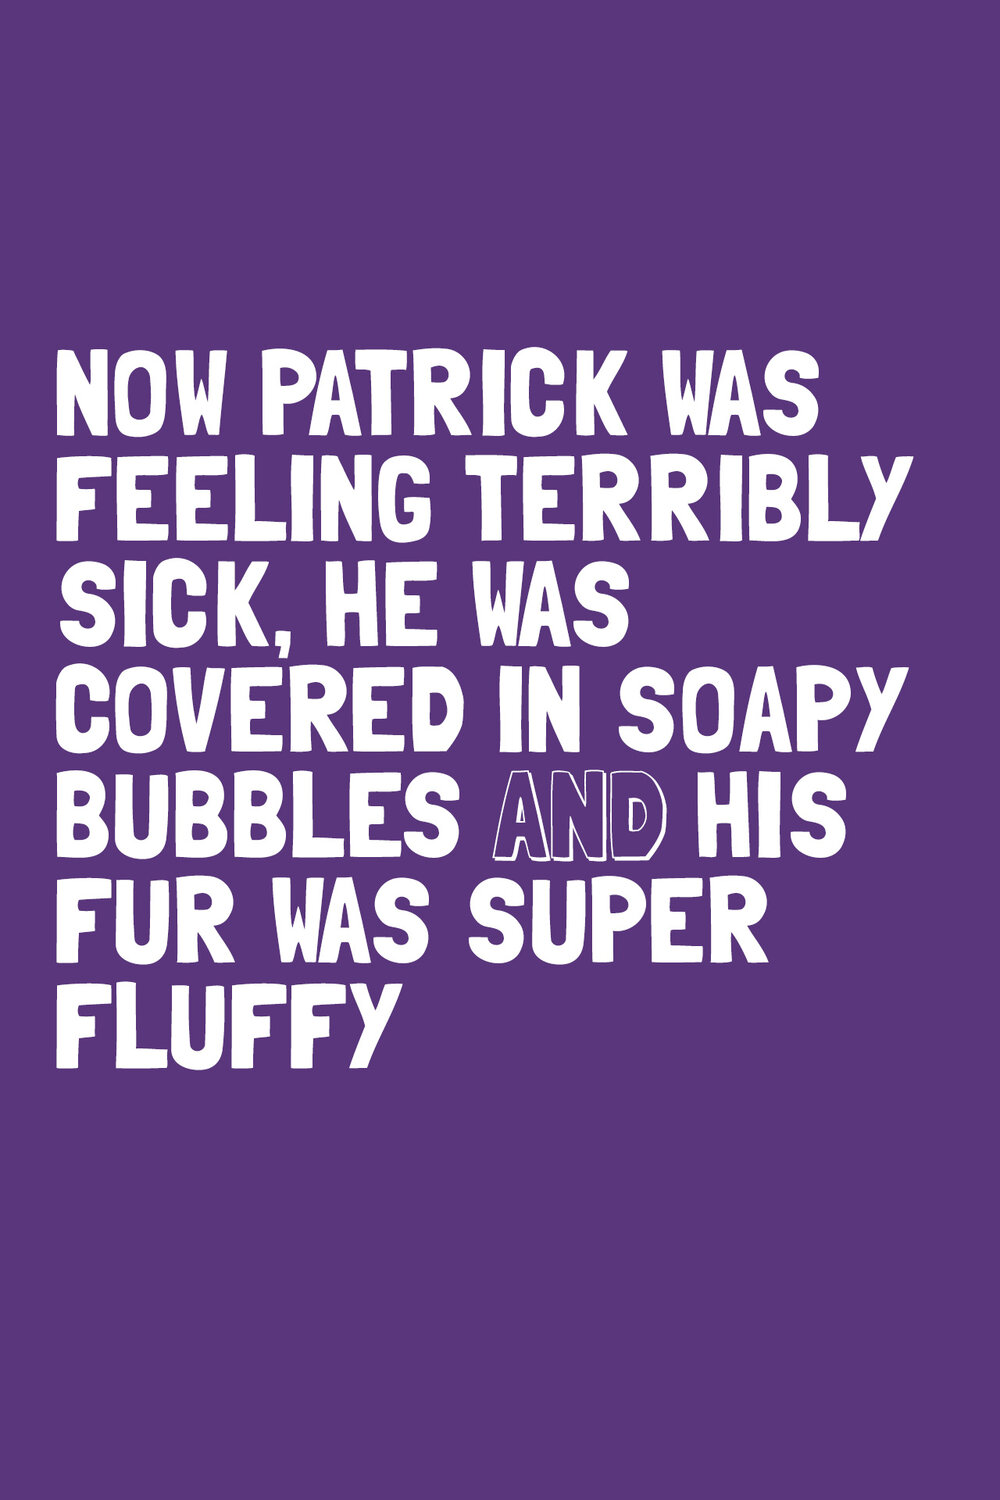 NOW PATRICK WAS
FEELING TERRIBLY
SICK, HE WAS
COVERED IN SOAPY
BUBBLES AND HIS
FUR WAS SUPER
FLUFFY